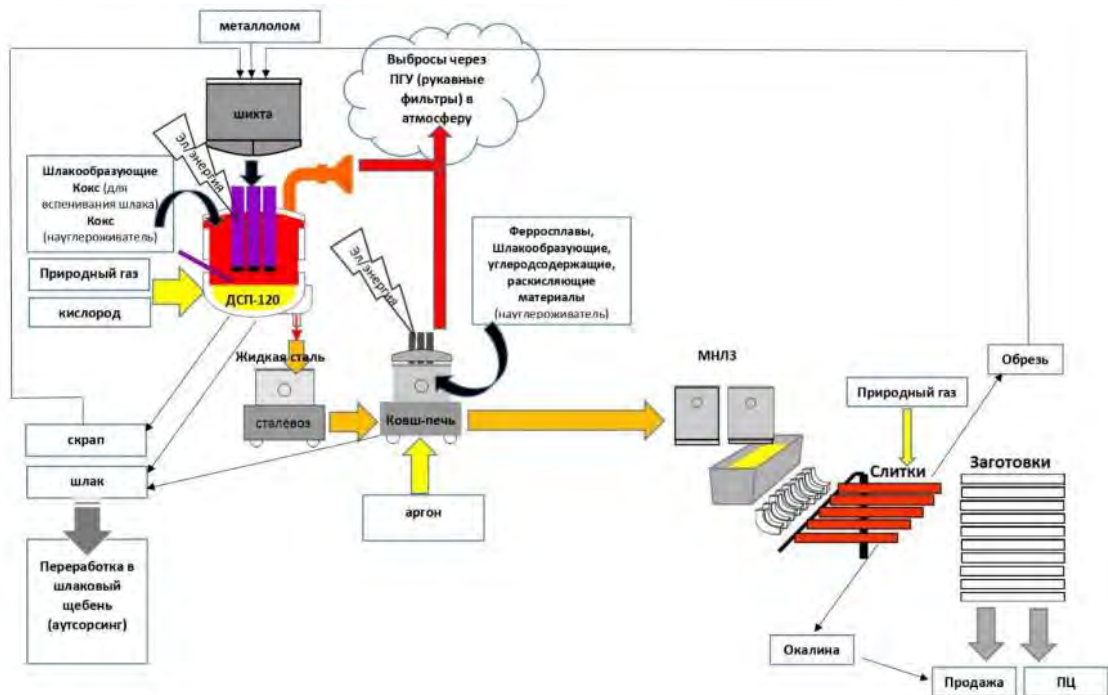 металлолом
Выбросы через
ПГУ (рукавные
фильтры) в
атмосферу
шихта
Эл/энергия
Шлакообразующие
Кокс (для
вспенивания шлака)
Кокс
(науглероживатель)
Природный газ
кислород
ДСП-120
Эл/энергия
Ферросплавы,
Шлакообразующие,
углеродсодержащие,
раскисляющие
материалы
(науглероживатель)
Жидкая сталь
сталевоз
Ковш-печь
МНЛЗ
Обрезь
Природный газ
скрап
шлак
аргон
Слитки
Заготовки
Переработка в
шлаковый
щебень
(аутсорсинг)
Окалина
Продажа
ПЦ